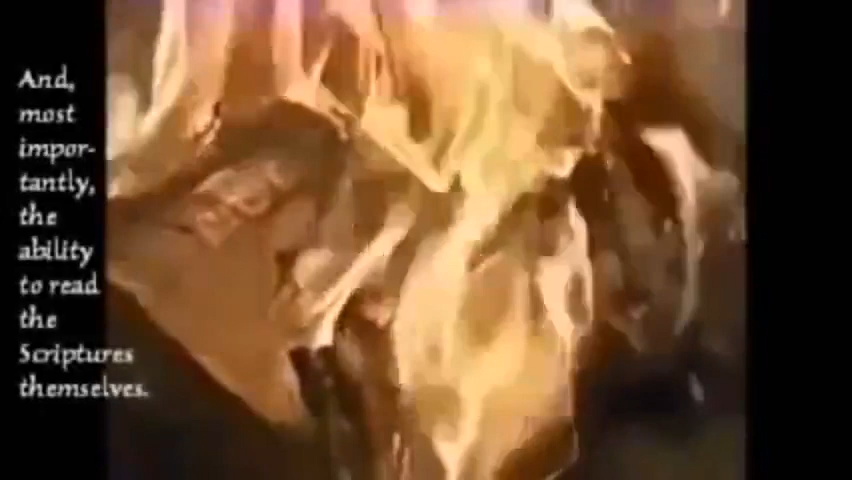 And,
most
impor-
tantly,
the
ability
to read
the
Scriptures
themselves.